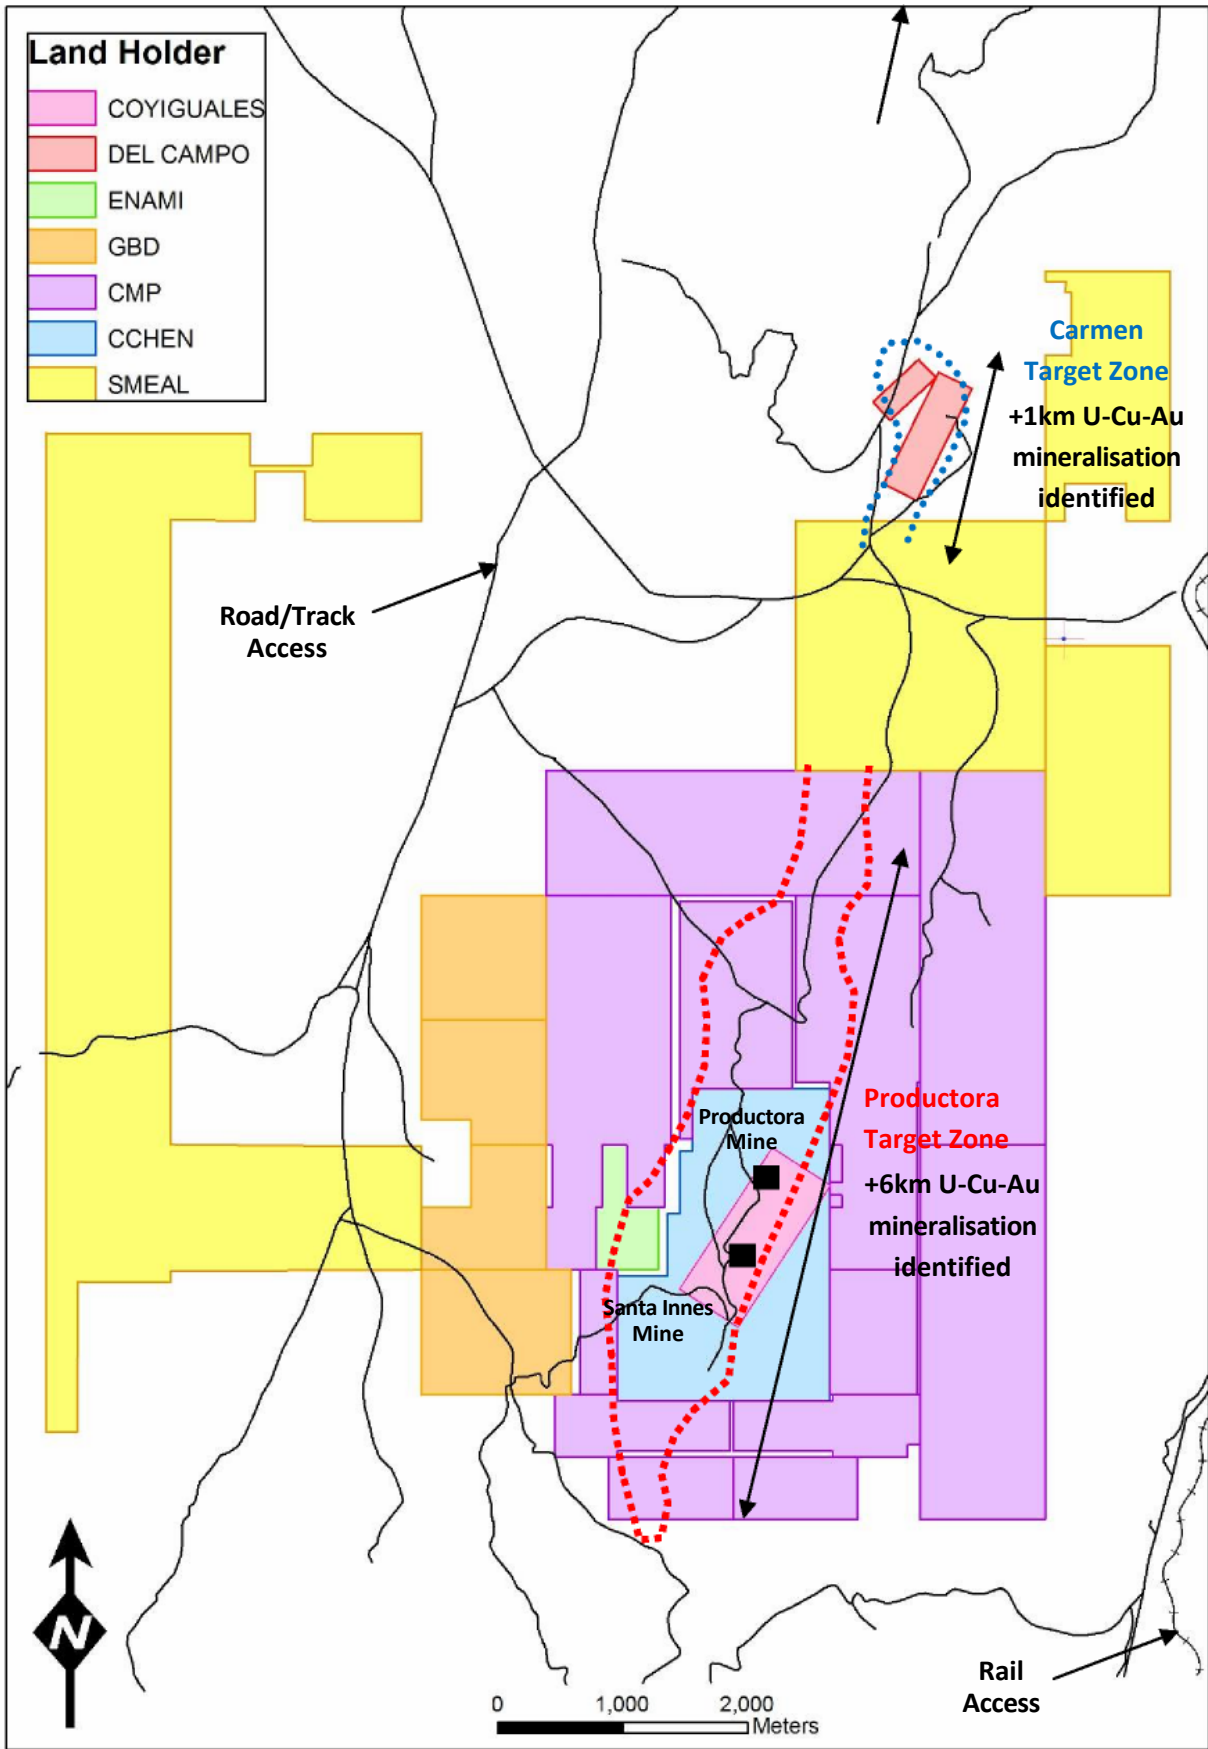 Land Holder
COYIGUALES
DEL CAMPO
ENAMI
GBD
CMP
CCHEN
SMEAL
Carmen
Target Zone
+1km U-Cu-Au
mineralisation
identified
Road/Track
Access
Productora
Mine
Productora
Target Zone
+6km U-Cu-Au
mineralisation
identified
Santa Innes
Mine
N
Rail
Access
0 1,000 2,000
Meters